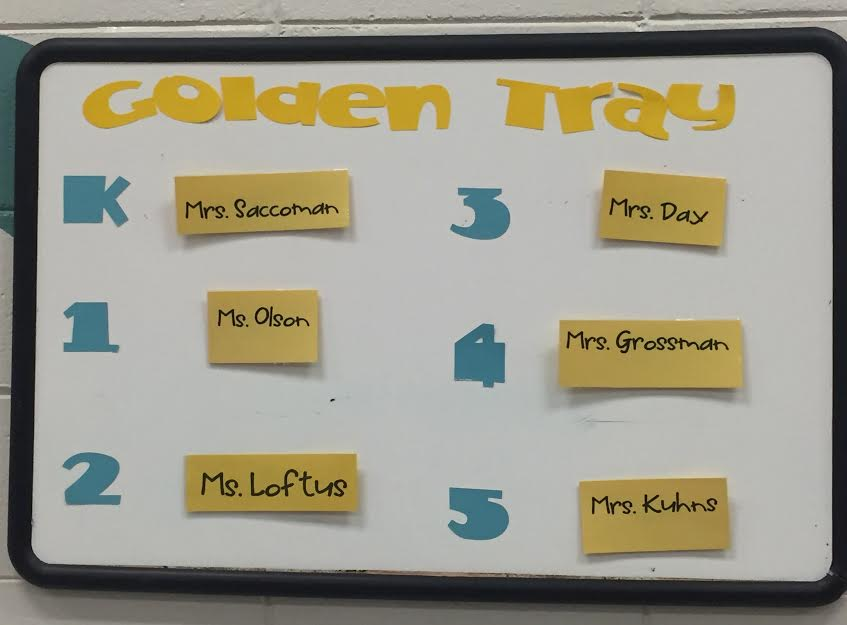 Golden Tray
K Mrs. Saccoman
1 Ms. Olson
2 Ms. Loftus
3 Mrs. Day
4 Mrs. Grossman
5 Mrs. Kuhns